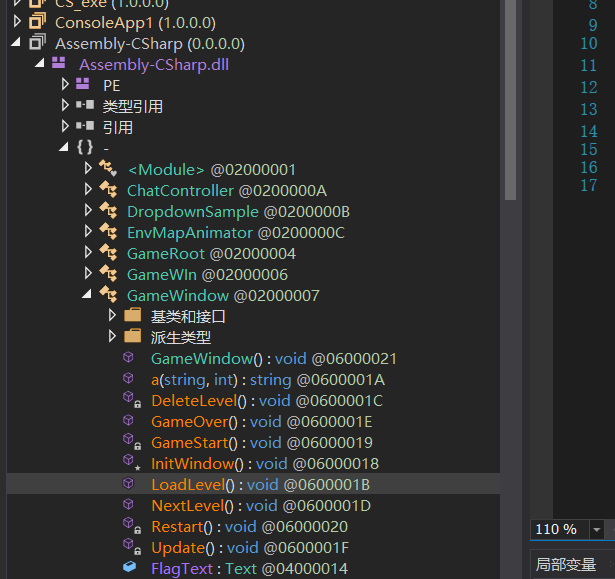 CS_exe (1.0.0.0)
ConsoleApp1 (1.0.0.0)
Assembly-CSharp (0.0.0.0)
Assembly-CSharp.dll
PE
类型引用
引用
{ } -
<Module> @02000001
ChatController @0200000A
DropdownSample @0200000B
EnvMapAnimator @0200000C
GameRoot @02000004
GameWIn @02000006
GameWindow @02000007
基类和接口
派生类型
GameWindow() : void @06000021
a(string, int) : string @0600001A
DeleteLevel() : void @0600001C
GameOver() : void @0600001E
GameStart() : void @06000019
InitWindow() : void @06000018
LoadLevel() : void @0600001B
NextLevel() : void @0600001D
Restart() : void @06000020
Update() : void @0600001F
FlagText : Text @04000014
8
9
10
11
12
13
14
15
16
17
110 %
局部变量